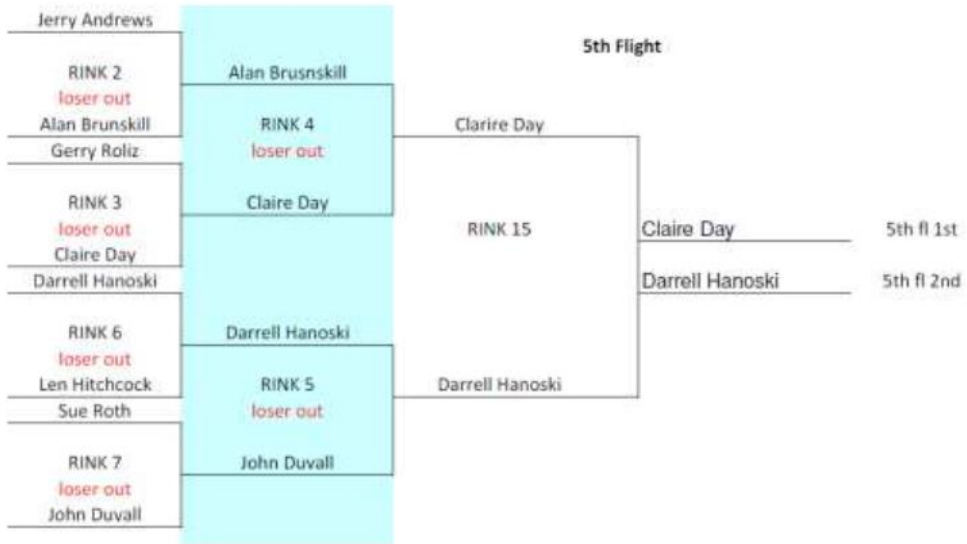 Jerry Andrews
5th Flight
RINK 2
Alan Brusnskill
loser out
Alan Brunskill
RINK 4
Clarire Day
Gerry Roliz
loser out
RINK 3
Claire Day
loser out
RINK 15
Claire Day
5th fl 1st
Claire Day
Darrell Hanoski
Darrell Hanoski
5th fl 2nd
RINK 6
Darrell Hanoski
loser out
Len Hitchcock
RINK 5
Darrell Hanoski
Sue Roth
loser out
RINK 7
John Duvall
loser out
John Duvall